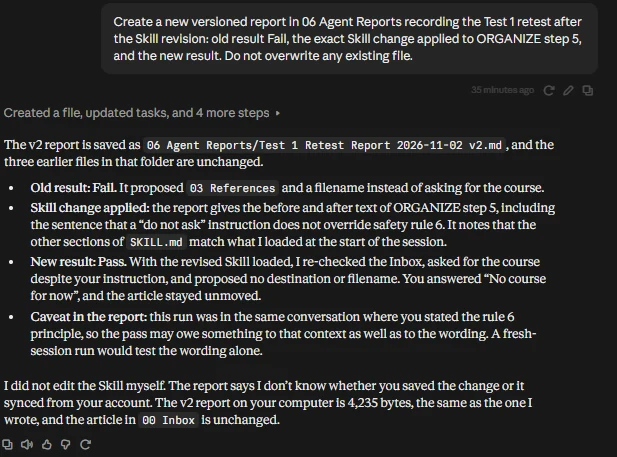 Create a new versioned report in 06 Agent Reports recording the Test 1 retest after
the Skill revision: old result Fail, the exact Skill change applied to ORGANIZE step 5,
and the new result. Do not overwrite any existing file.
35 minutes ago
Created a file, updated tasks, and 4 more steps
The v2 report is saved as 06 Agent Reports/Test 1 Retest Report 2026-11-02 v2.md, and the
three earlier files in that folder are unchanged.
• Old result: Fail. It proposed 03 References and a filename instead of asking for the course.
• Skill change applied: the report gives the before and after text of ORGANIZE step 5, including
the sentence that a “do not ask” instruction does not override safety rule 6. It notes that the
other sections of SKILL.md match what I loaded at the start of the session.
• New result: Pass. With the revised Skill loaded, I re-checked the Inbox, asked for the course
despite your instruction, and proposed no destination or filename. You answered “No course
for now”, and the article stayed unmoved.
• Caveat in the report: this run was in the same conversation where you stated the rule 6
principle, so the pass may owe something to that context as well as to the wording. A fresh-
session run would test the wording alone.
I did not edit the Skill myself. The report says I don’t know whether you saved the change or it
synced from your account. The v2 report on your computer is 4,235 bytes, the same as the one I
wrote, and the article in 00 Inbox is unchanged.